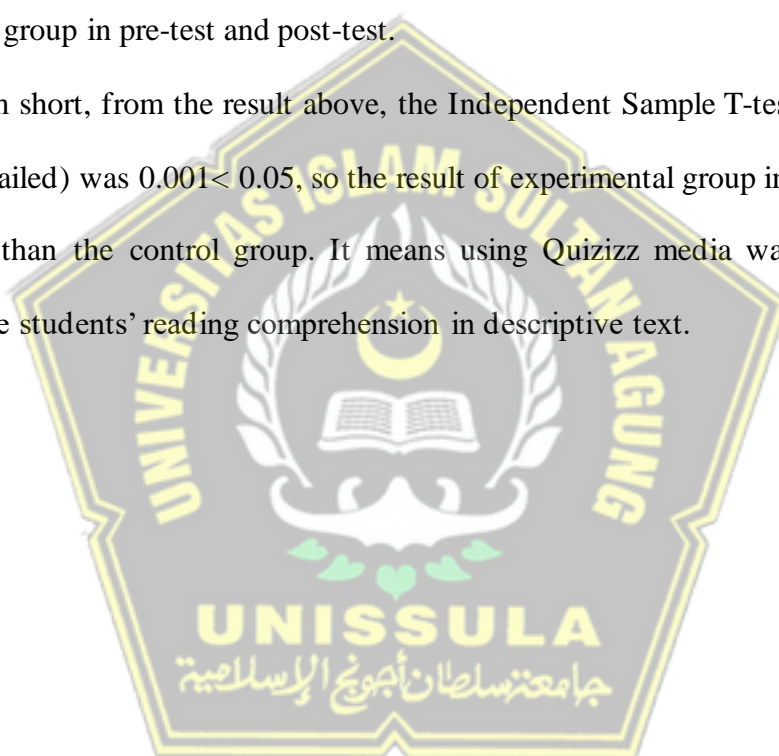 group in pre-test and post-test.
n short, from the result above, the Independent Sample T-tes
ailed) was 0.001< 0.05, so the result of experimental group in
than the control group. It means using Quizizz media wa
e students’ reading comprehension in descriptive text.
UNIVERSITAS ISLAM SULTAN AGUNG
UNISSULA
جامعة سلطان أجونج الإسلامية